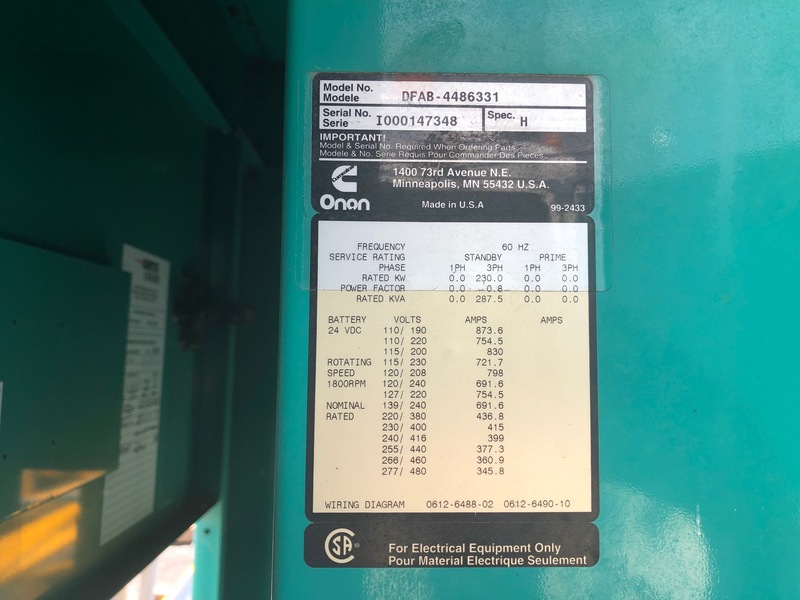 Model No. DFAB-4486331
Modele
Serial No. I000147348 Spec. H
Serie
IMPORTANT!
Model & Serial No. Required When Ordering Parts.
Modele & No. Serie Requis Pour Commander Des Pieces.
1400 73rd Avenue N.E.
Minneapolis, MN 55432 U.S.A.
Onan Made in U.S.A 99-2433
FREQUENCY 60 HZ
SERVICE RATING STANDBY PRIME
PHASE 1PH 3PH 1PH 3PH
RATED KW 0.0 230.0 0.0 0.0
POWER FACTOR 0.0 0.8 0.0 0.0
RATED KVA 0.0 287.5 0.0 0.0
BATTERY VOLTS AMPS AMPS
24 VDC 110/ 190 873.6
110/ 220 754.5
115/ 200 830
ROTATING 115/ 230 721.7
SPEED 120/ 208 798
1800RPM 120/ 240 691.6
127/ 220 754.5
NOMINAL 139/ 240 691.6
RATED 220/ 380 436.8
230/ 400 415
240/ 416 399
255/ 440 377.3
266/ 460 360.9
277/ 480 345.8
WIRING DIAGRAM 0612-6488-02 0612-6490-10
CSA ®
For Electrical Equipment Only
Pour Material Electrique Seulement